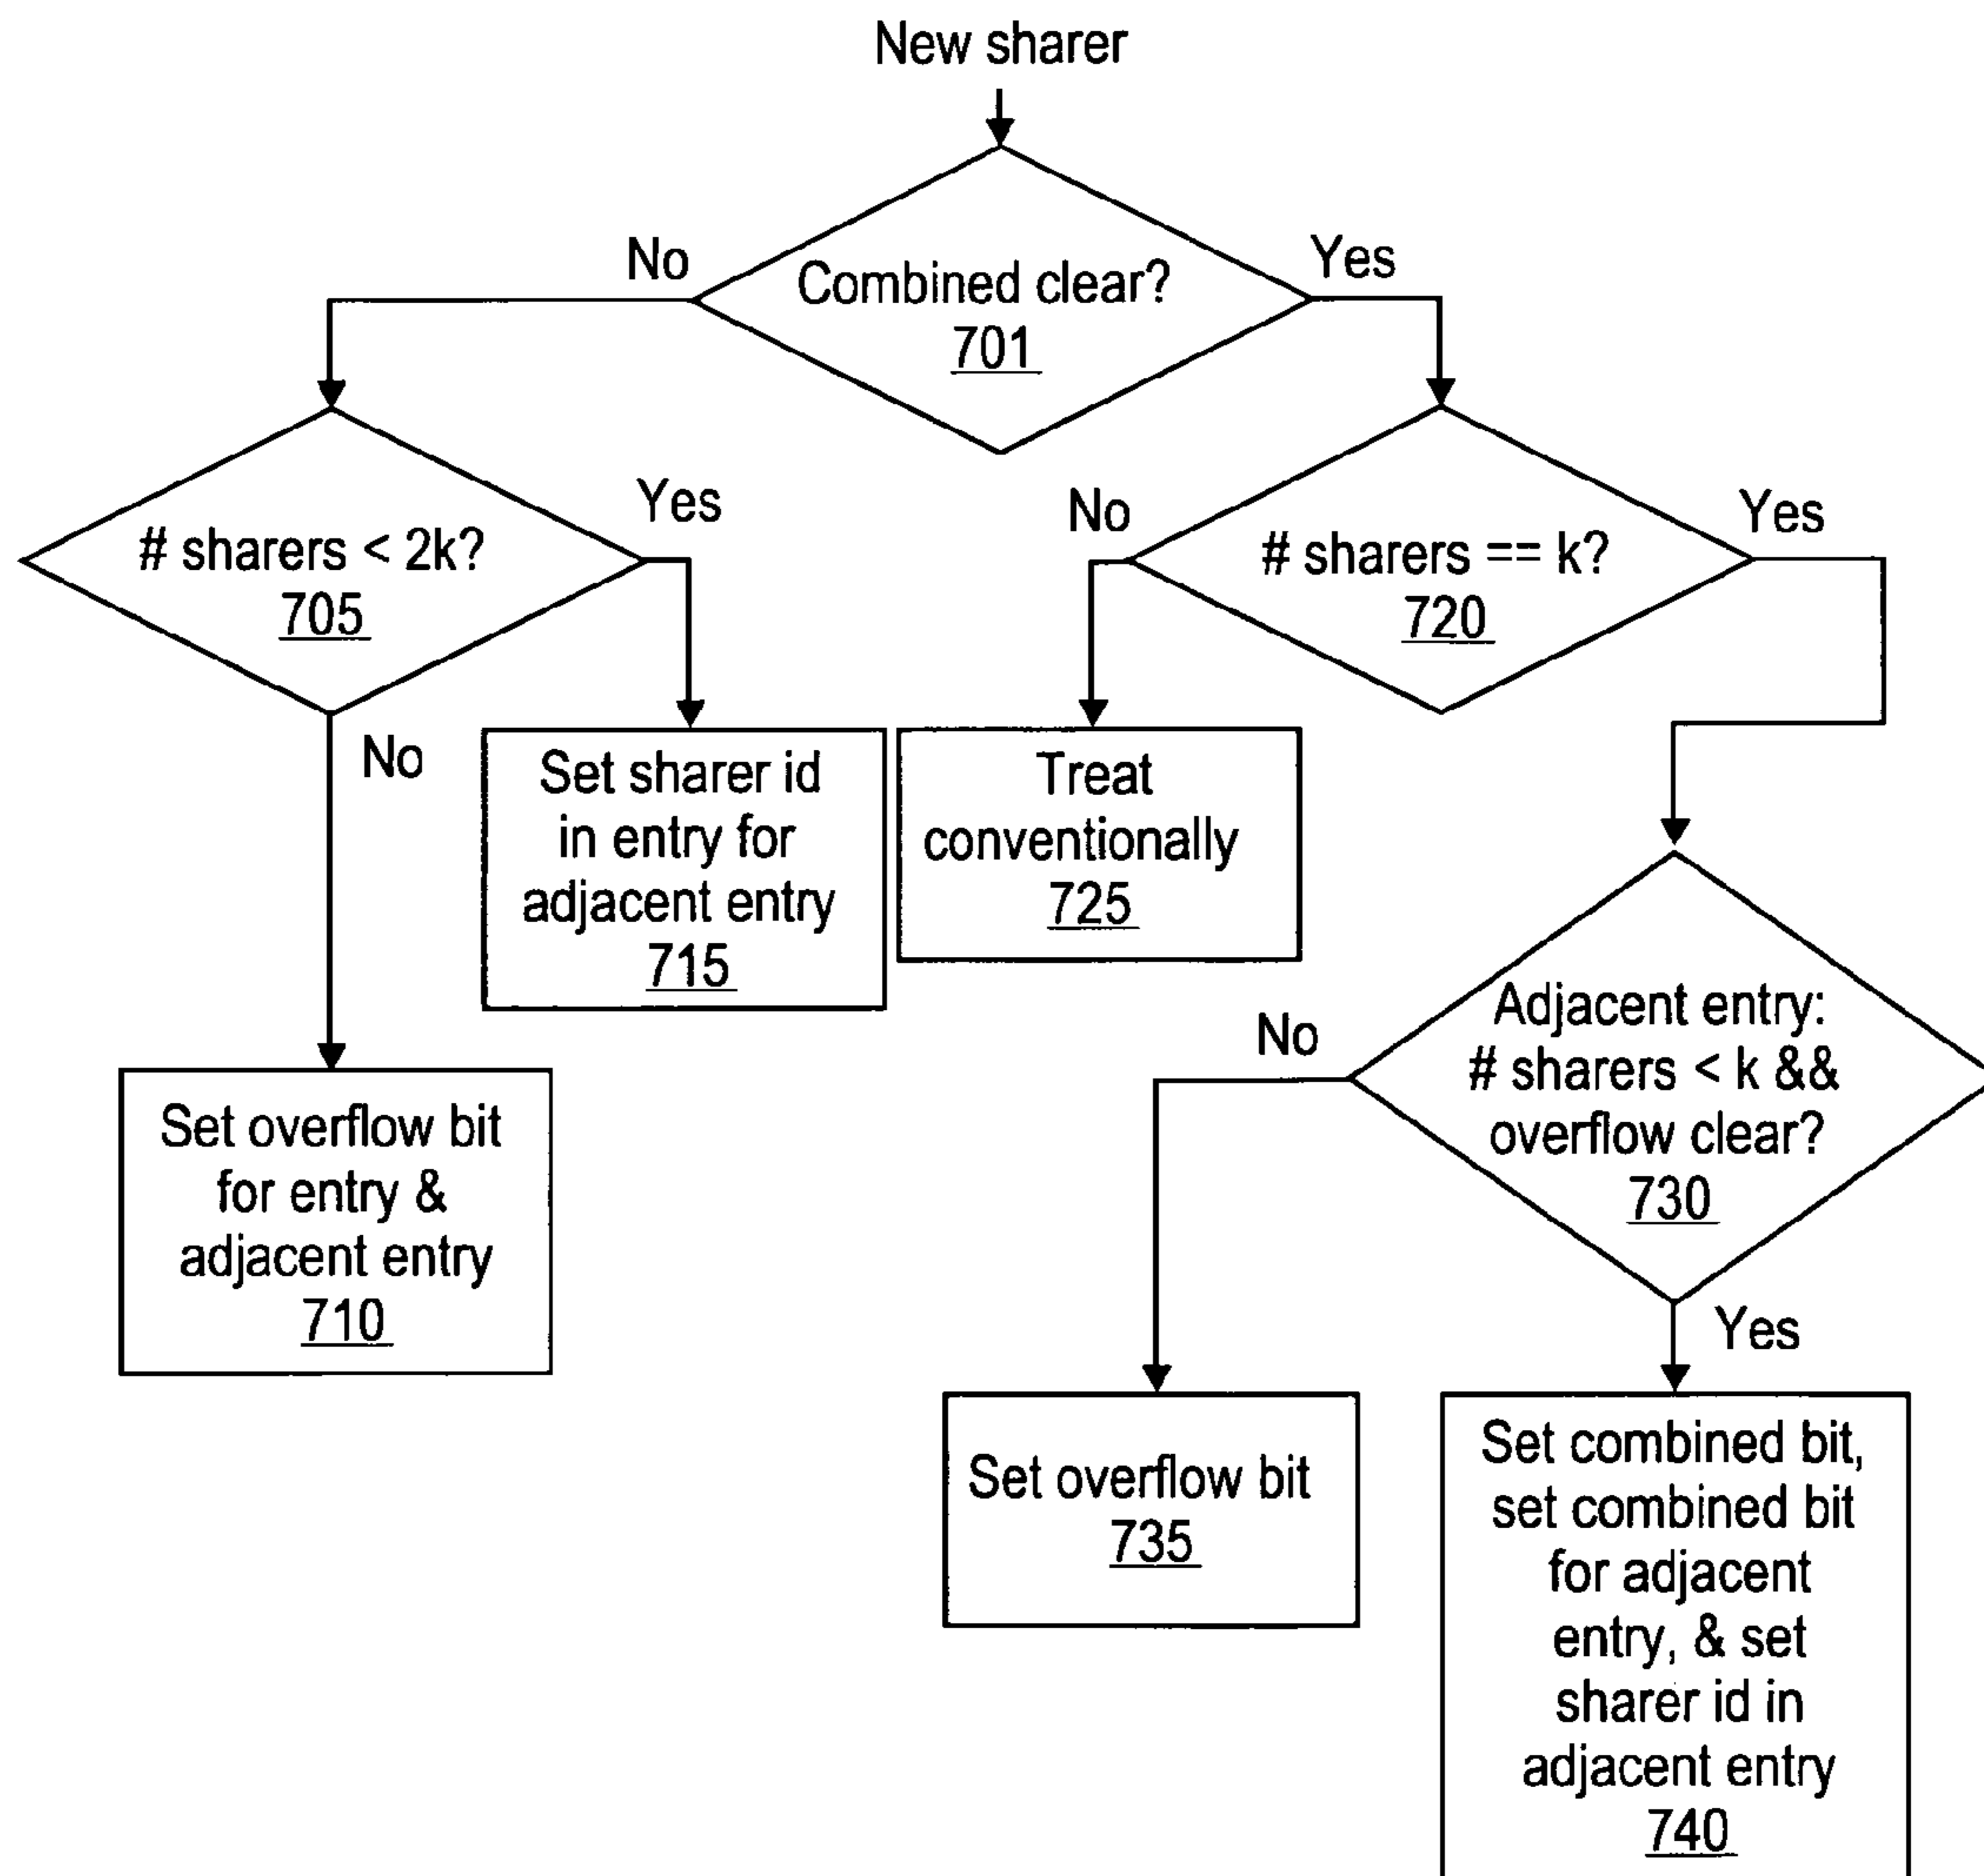 New sharer
No
Yes
Combined clear?
701
Yes
No
Yes
# sharers < 2k?
705
# sharers == k?
720
No
Set sharer id
in entry for
adjacent entry
715
Treat
conventionally
725
No
Adjacent entry:
# sharers < k &&
overflow clear?
730
Set overflow bit
for entry &
adjacent entry
710
Yes
Set overflow bit
735
Set combined bit,
set combined bit
for adjacent
entry, & set
sharer id in
adjacent entry
740